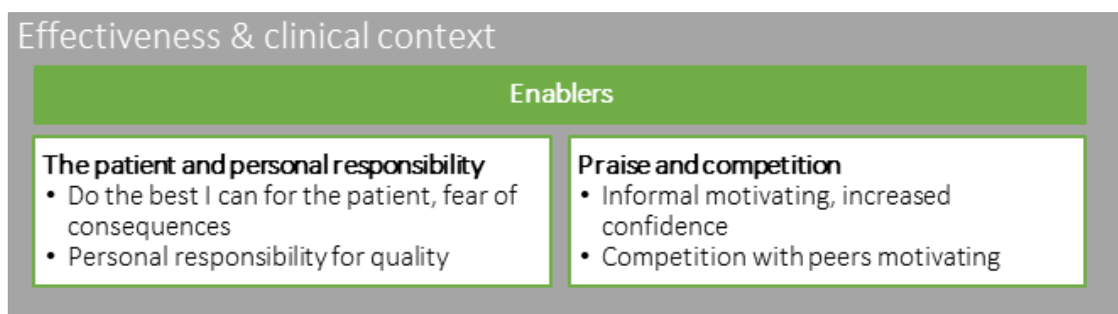 Effectiveness & clinical context
Enablers
The patient and personal responsibility
• Do the best I can for the patient, fear of
consequences
• Personal responsibility for quality
Praise and competition
• Informal motivating, increased
confidence
• Competition with peers motivating